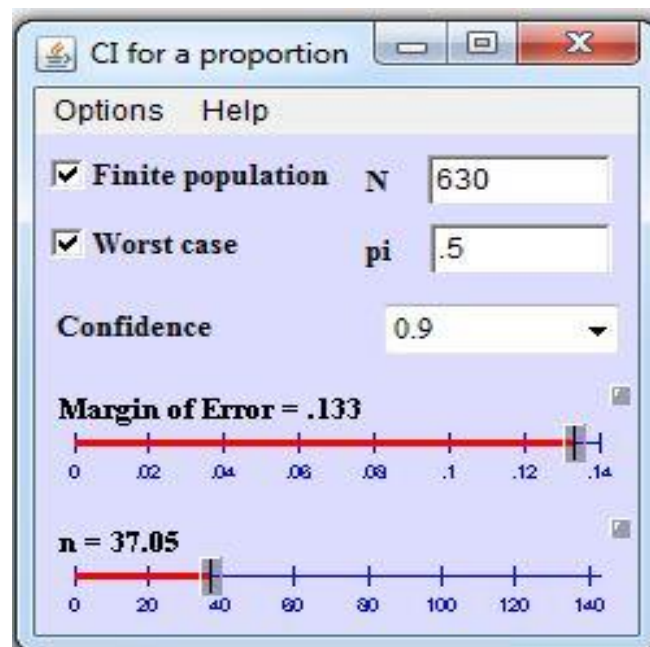 CI for a proportion
Options Help
Finite population N 630
Worst case pi .5
Confidence 0.9
Margin of Error = .133
0 .02 .04 .06 .08 .1 .12 .14
n = 37.05
0 20 40 60 80 100 120 140